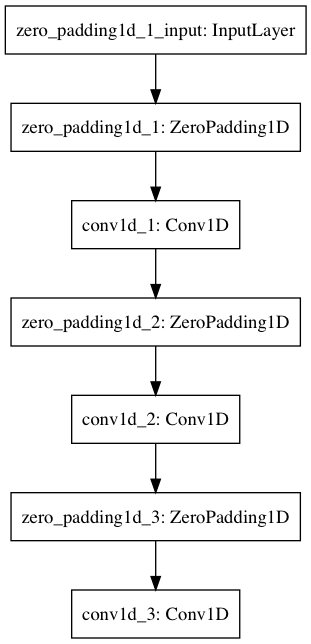 zero_padding1d_1_input: InputLayer
zero_padding1d_1: ZeroPadding1D
conv1d_1: Conv1D
zero_padding1d_2: ZeroPadding1D
conv1d_2: Conv1D
zero_padding1d_3: ZeroPadding1D
conv1d_3: Conv1D